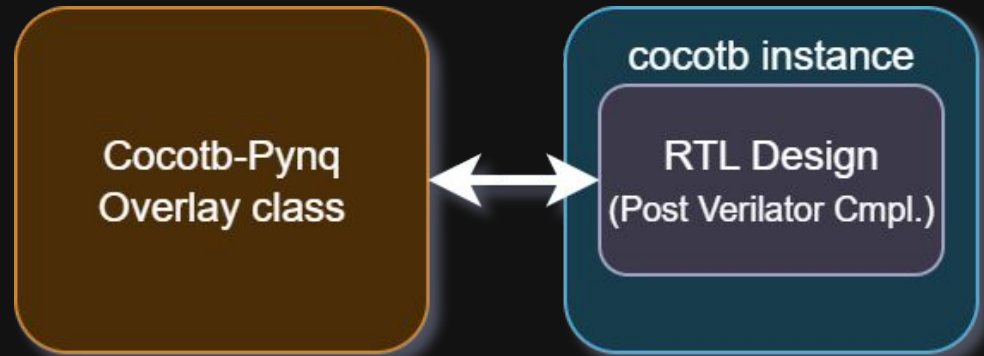 Cocotb-Pynq
Overlay class
cocotb instance
RTL Design
(Post Verilator Cmpl.)